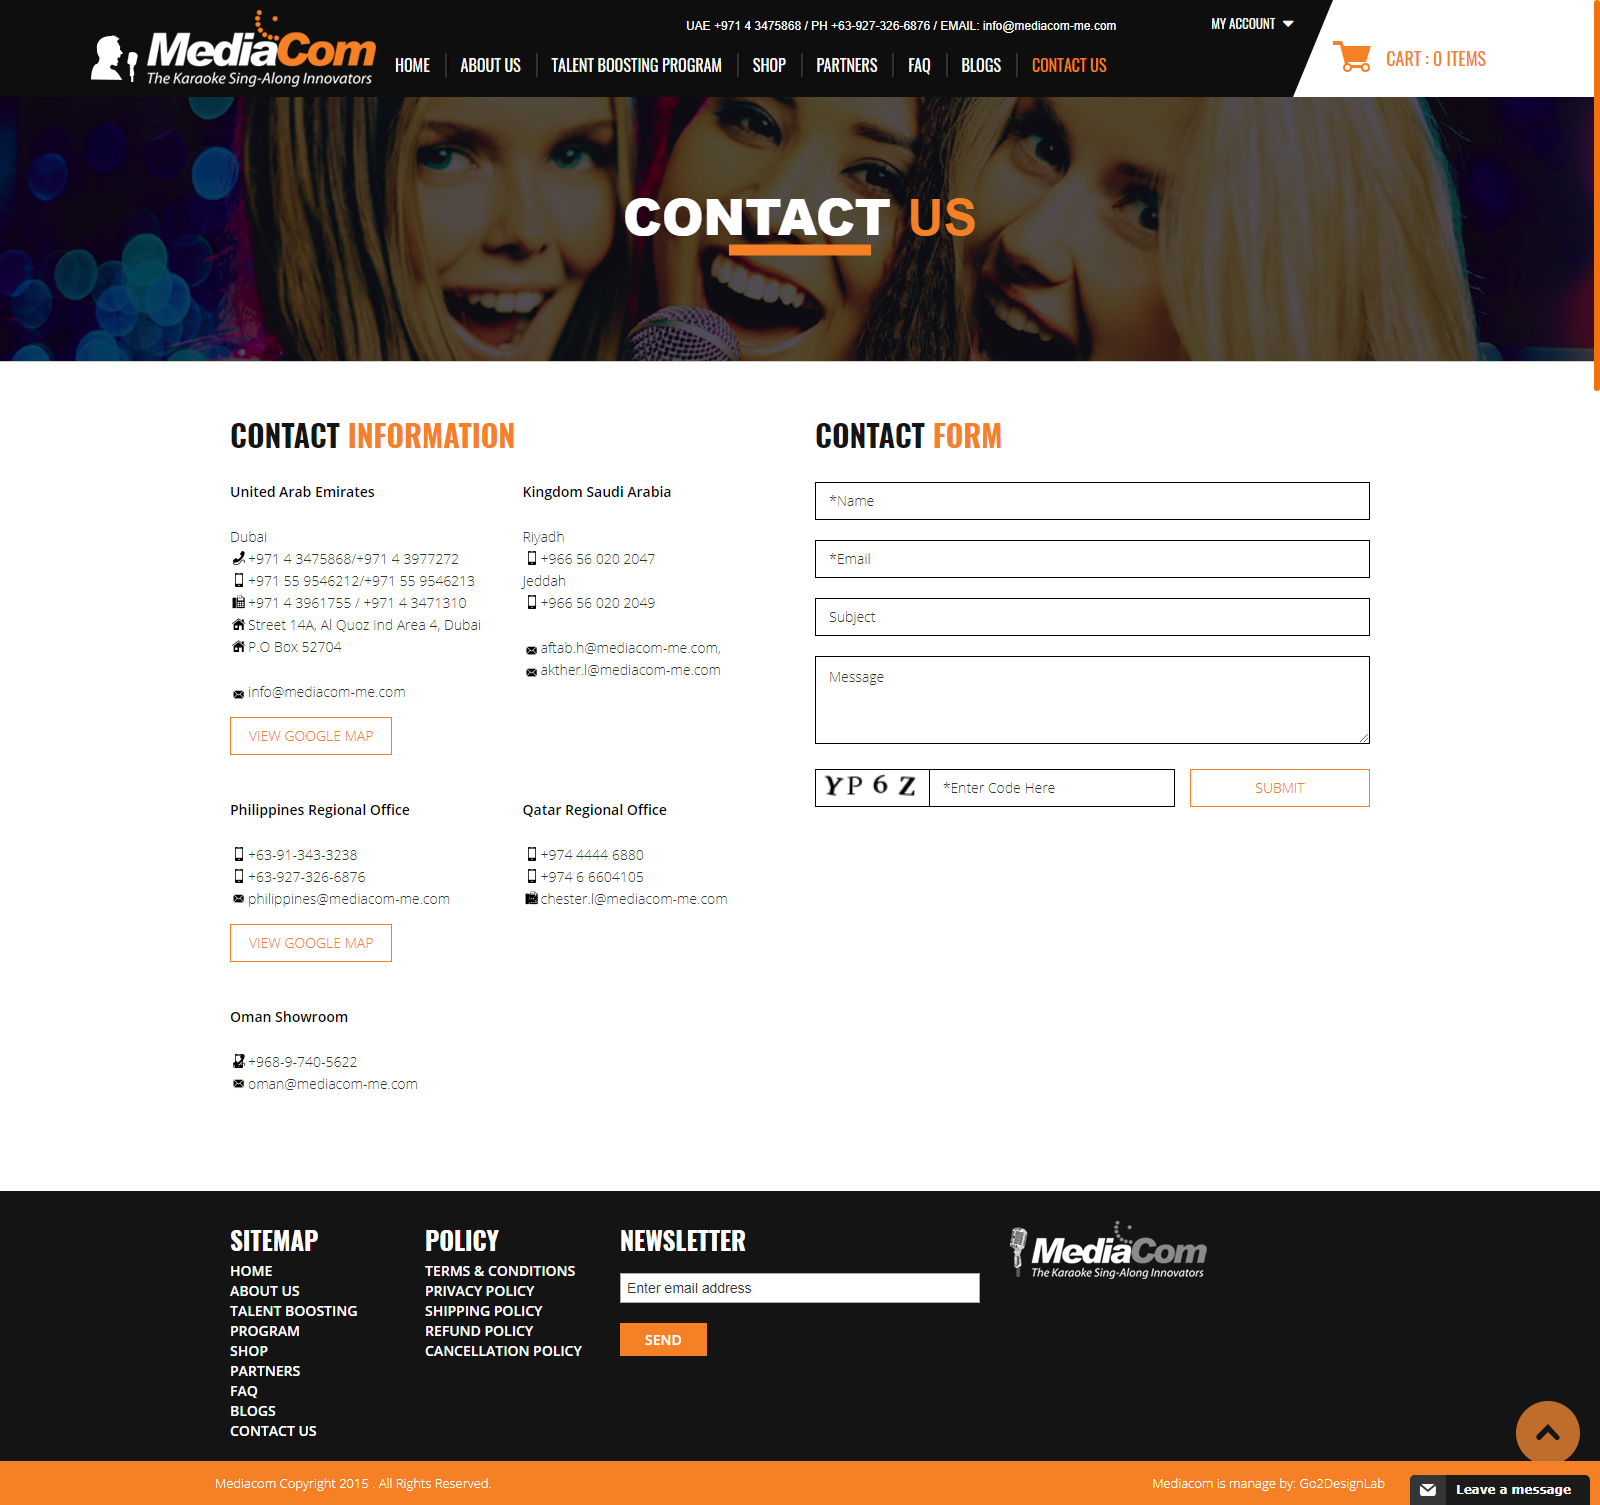 UAE +971 4 3475868 / PH +63-927-326-6876 / EMAIL: info@mediacom-me.com
MY ACCOUNT
MediaCom
The Karaoke Sing-Along Innovators
HOME
ABOUT US
TALENT BOOSTING PROGRAM
SHOP
PARTNERS
FAQ
BLOGS
CONTACT US
CART : 0 ITEMS
CONTACT US
CONTACT INFORMATION
United Arab Emirates
Dubai
+971 4 3475868/+971 4 3977272
+971 55 9546212/+971 55 9546213
+971 4 3961755 / +971 4 3471310
Street 14A, Al Quoz Ind Area 4, Dubai
P.O Box 52704
info@mediacom-me.com
VIEW GOOGLE MAP
Kingdom Saudi Arabia
Riyadh
+966 56 020 2047
Jeddah
+966 56 020 2049
aftab.h@mediacom-me.com,
akther.l@mediacom-me.com
Philippines Regional Office
+63-91-343-3238
+63-927-326-6876
philippines@mediacom-me.com
VIEW GOOGLE MAP
Qatar Regional Office
+974 4444 6880
+974 6 6604105
chester.l@mediacom-me.com
Oman Showroom
+968-9-740-5622
oman@mediacom-me.com
CONTACT FORM
*Name
*Email
Subject
Message
YP6Z
*Enter Code Here
SUBMIT
SITEMAP
HOME
ABOUT US
TALENT BOOSTING
PROGRAM
SHOP
PARTNERS
FAQ
BLOGS
CONTACT US
POLICY
TERMS & CONDITIONS
PRIVACY POLICY
SHIPPING POLICY
REFUND POLICY
CANCELLATION POLICY
NEWSLETTER
Enter email address
SEND
MediaCom
The Karaoke Sing-Along Innovators
Mediacom Copyright 2015 . All Rights Reserved.
Mediacom is manage by: Go2DesignLab
Leave a message